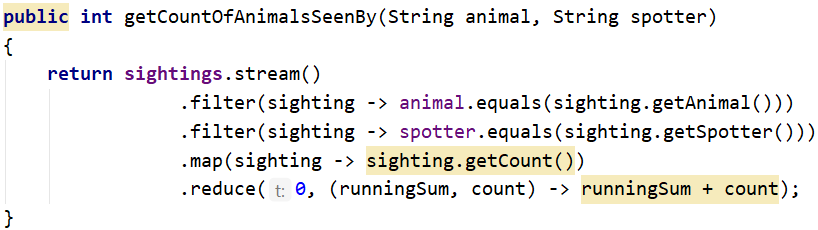 public int getCountOfAnimalsSeenBy(String animal, String spotter)
{
    return sightings.stream()
                    .filter(sighting -> animal.equals(sighting.getAnimal()))
                    .filter(sighting -> spotter.equals(sighting.getSpotter()))
                    .map(sighting -> sighting.getCount())
                    .reduce( t: 0, (runningSum, count) -> runningSum + count);
}